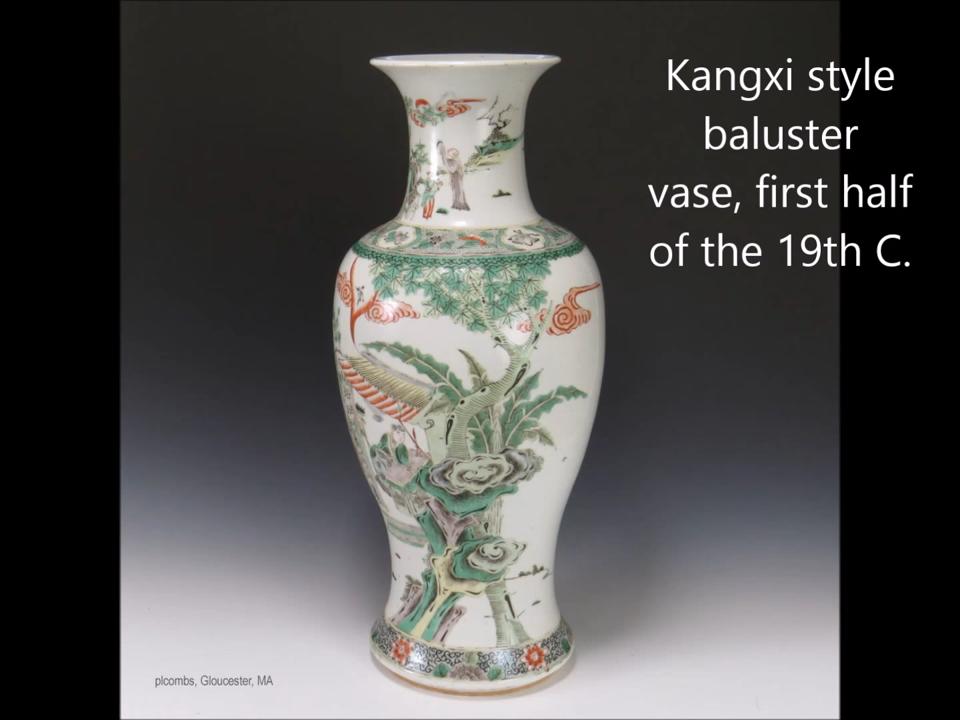 Kangxi style
baluster
vase, first half
of the 19th C.
plcombs, Gloucester, MA